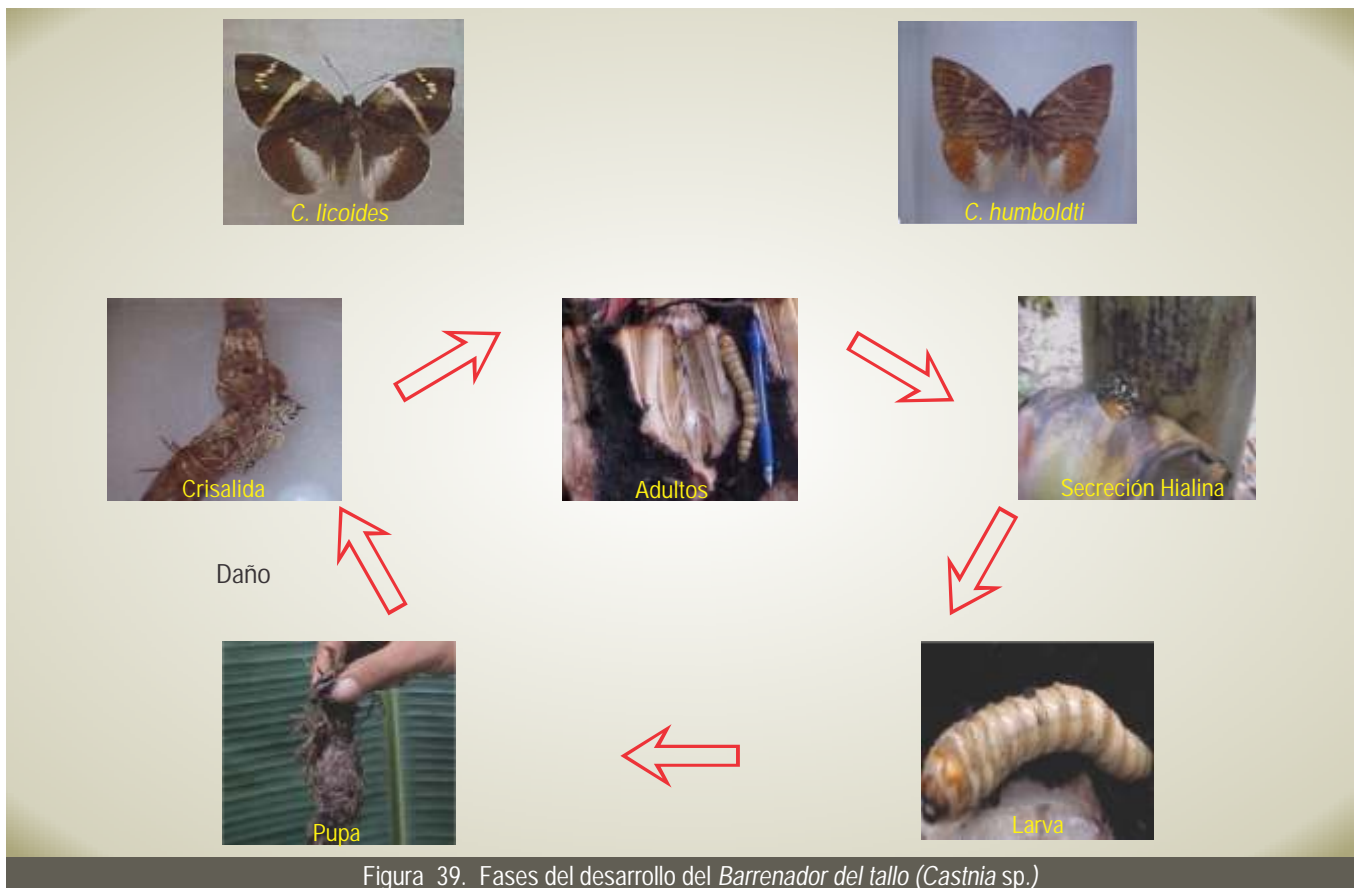 C. licoides
C. humboldti
Crisalida
Adultos
Secreción Hialina
Daño
Pupa
Larva
Figura 39. Fases del desarrollo del Barrenador del tallo (Castnia sp.)